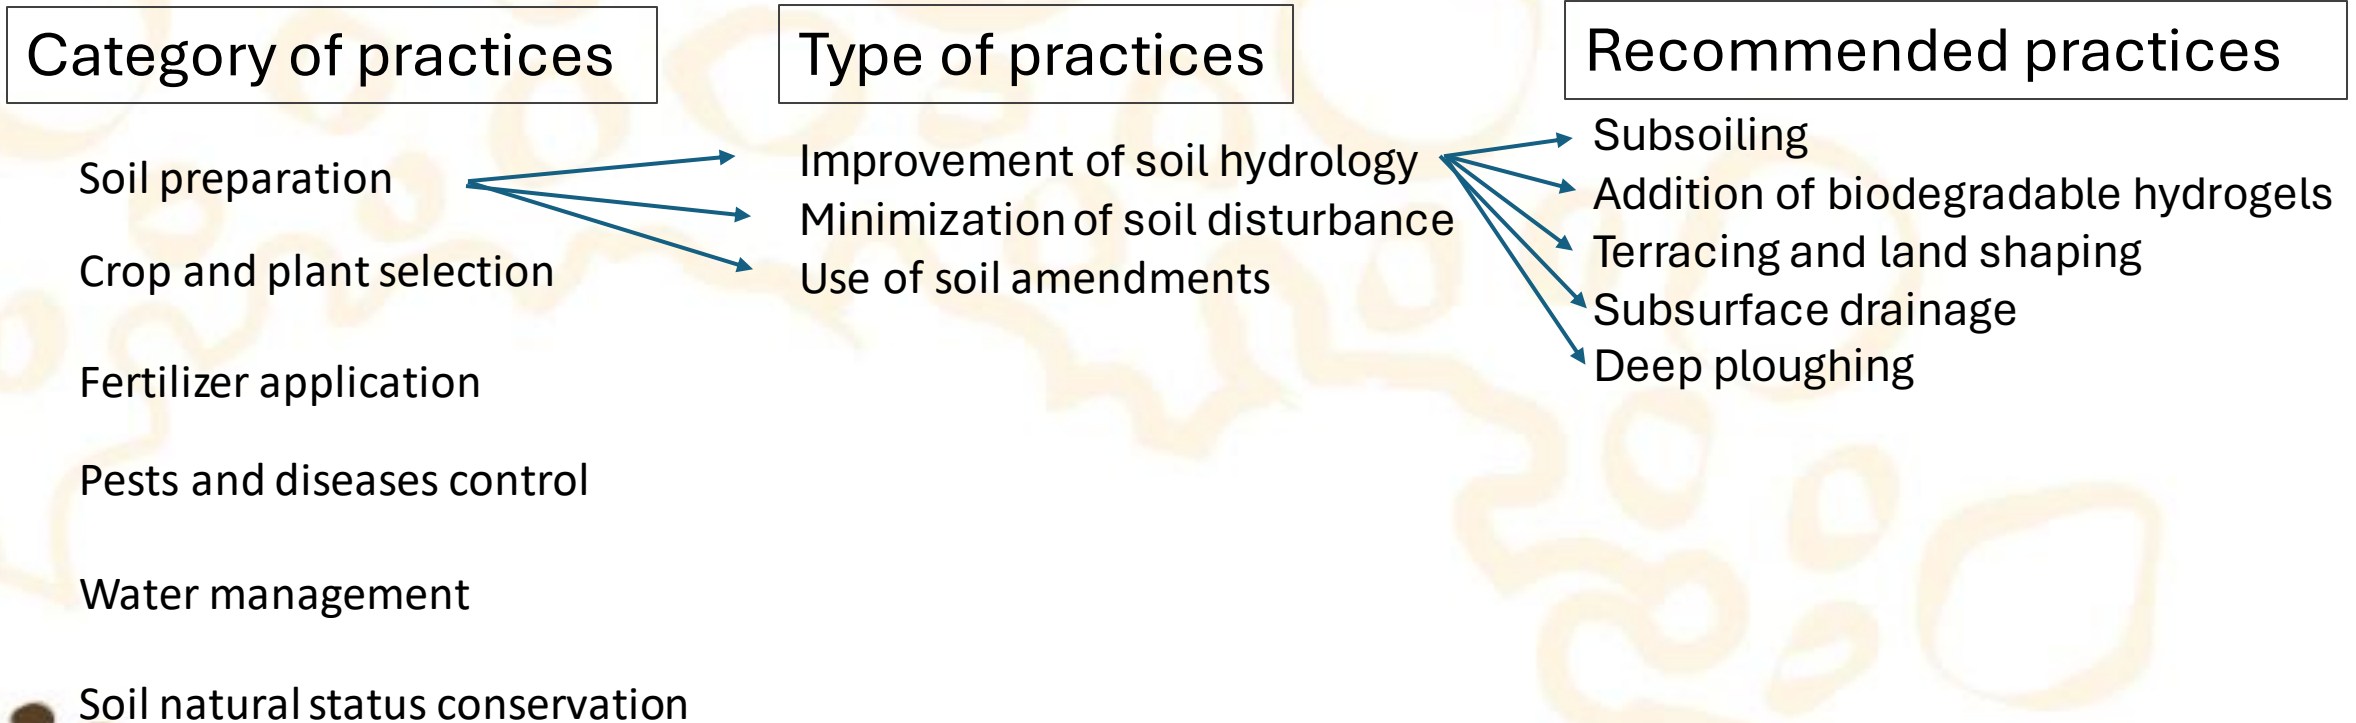 Category of practices
Soil preparation
Crop and plant selection
Fertilizer application
Pests and diseases control
Water management
Soil natural status conservation
Type of practices
Improvement of soil hydrology
Minimization of soil disturbance
Use of soil amendments
Recommended practices
Subsoiling
Addition of biodegradable hydrogels
Terracing and land shaping
Subsurface drainage
Deep ploughing